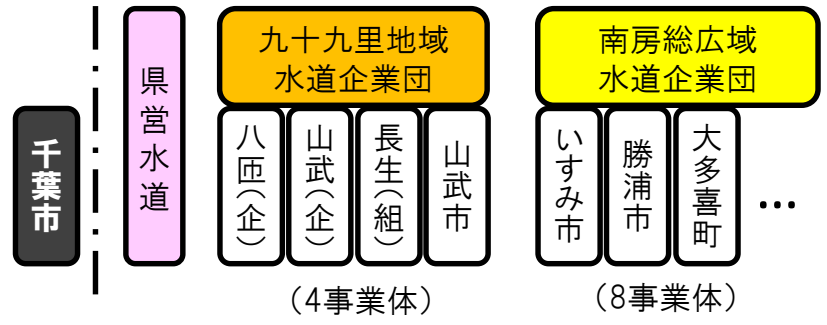 千葉市
県営水道
九十九里地域
水道企業団
八匝(企)
山武(企)
長生(組)
山武市
(4事業体)
南房総広域
水道企業団
いすみ市
勝浦市
大多喜町
…
(8事業体)